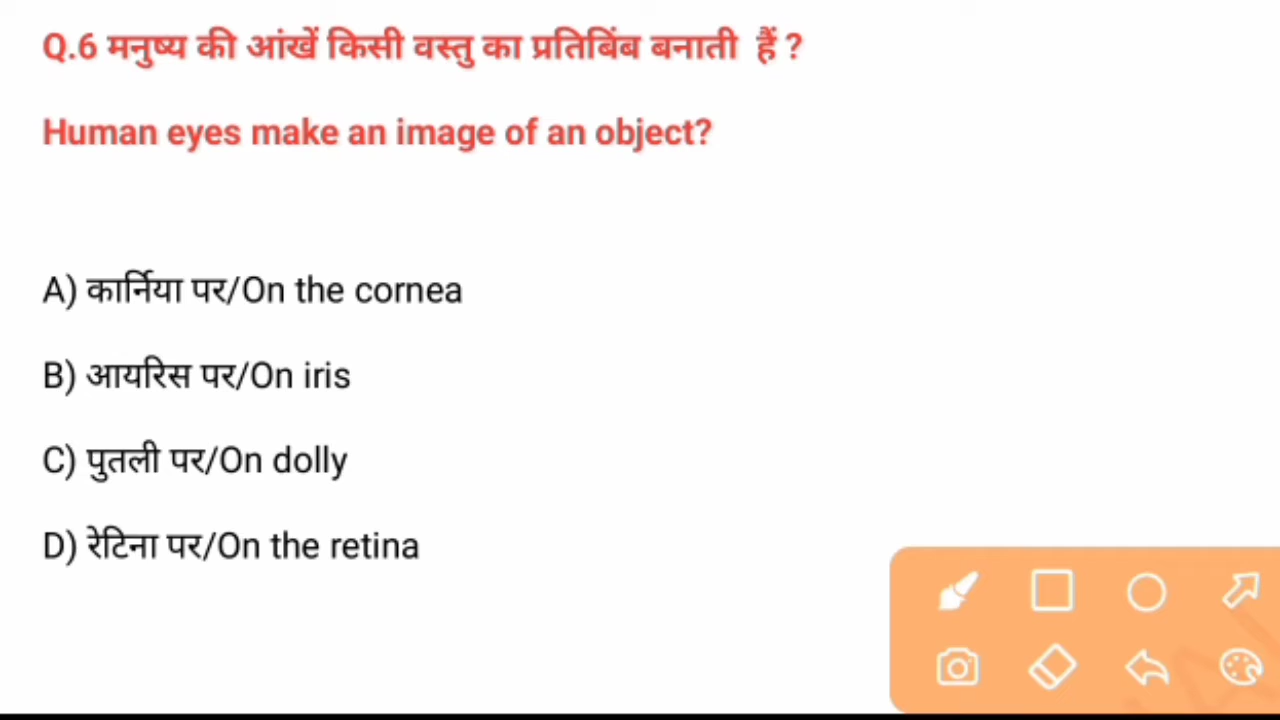 Q.6 मनुष्य की आंखें किसी वस्तु का प्रतिबिंब बनाती हैं ?
Human eyes make an image of an object?
A) कार्निया पर/On the cornea
B) आयरिस पर/On iris
C) पुतली पर/On dolly
D) रेटिना पर/On the retina